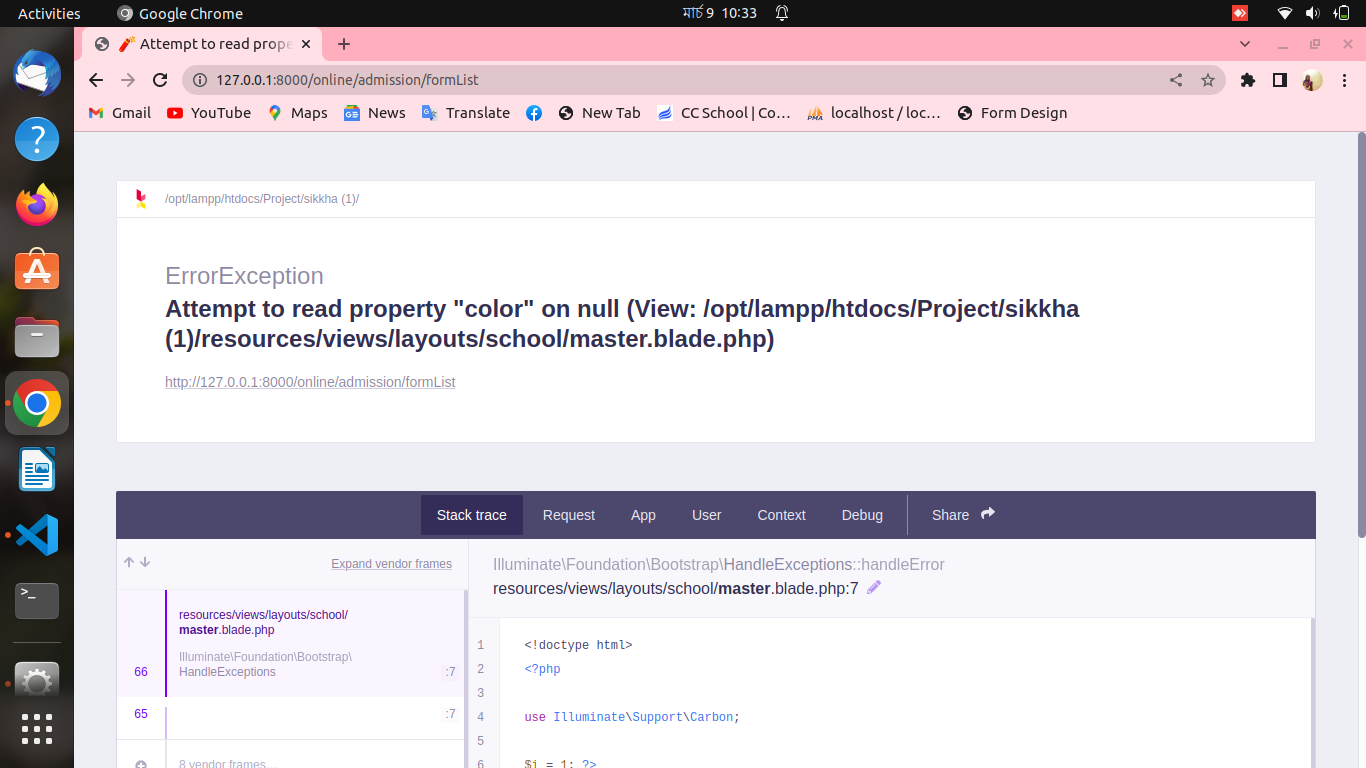 Activities
Google Chrome
মার্চ 9 10:33
Attempt to read prope
127.0.0.1:8000/online/admission/formList
Gmail
YouTube
Maps
News
Translate
New Tab
CC School | Co…
localhost / loc…
Form Design
/opt/lampp/htdocs/Project/sikkha (1)/
ErrorException
Attempt to read property "color" on null (View: /opt/lampp/htdocs/Project/sikkha
(1)/resources/views/layouts/school/master.blade.php)
http://127.0.0.1:8000/online/admission/formList
Stack trace
Request
App
User
Context
Debug
Share
Expand vendor frames
resources/views/layouts/school/
master.blade.php
Illuminate\Foundation\Bootstrap\
66 HandleExceptions :7
65 :7
8 vendor frames…
Illuminate\Foundation\Bootstrap\HandleExceptions::handleError
resources/views/layouts/school/master.blade.php:7
1 <!doctype html>
2 <?php
3
4 use Illuminate\Support\Carbon;
5
6 $i = 1; ?>